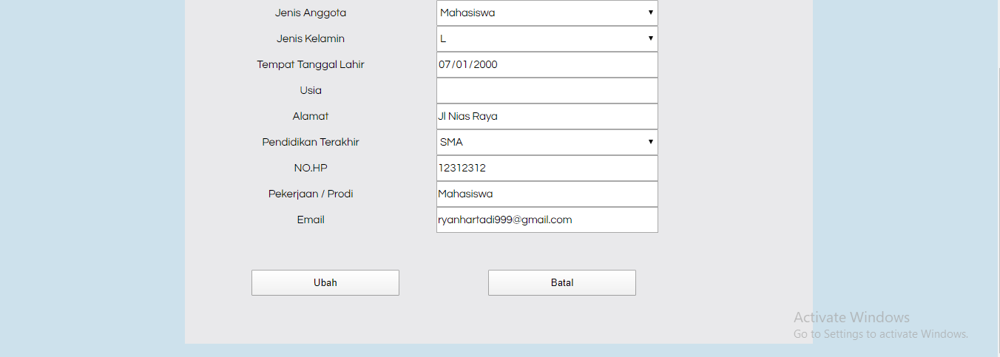 Jenis Anggota Mahasiswa
Jenis Kelamin L
Tempat Tanggal Lahir 07/01/2000
Usia
Alamat Jl Nias Raya
Pendidikan Terakhir SMA
NO.HP 12312312
Pekerjaan / Prodi Mahasiswa
Email ryanhartadi999@gmail.com
Ubah Batal
Activate Windows
Go to Settings to activate Windows.